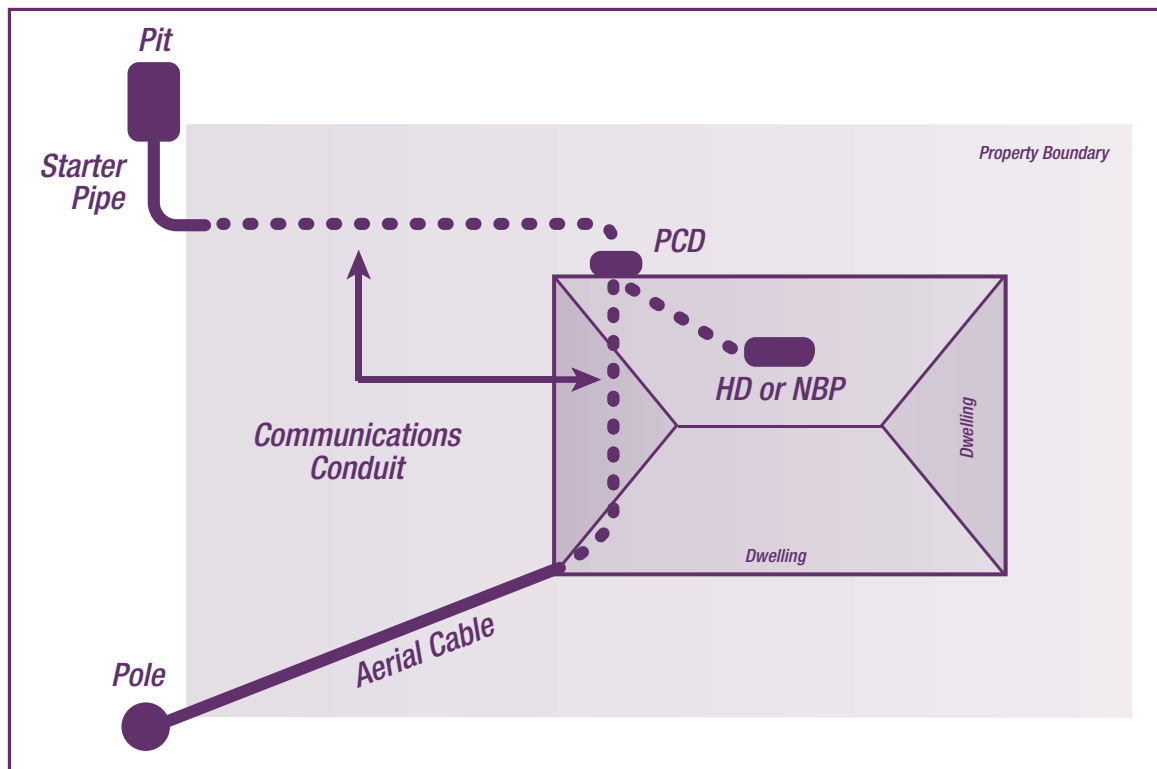 Pit
Starter
Pipe
Property Boundary
PCD
HD or NBP
Communications
Conduit
Dwelling
Dwelling
Aerial Cable
Pole